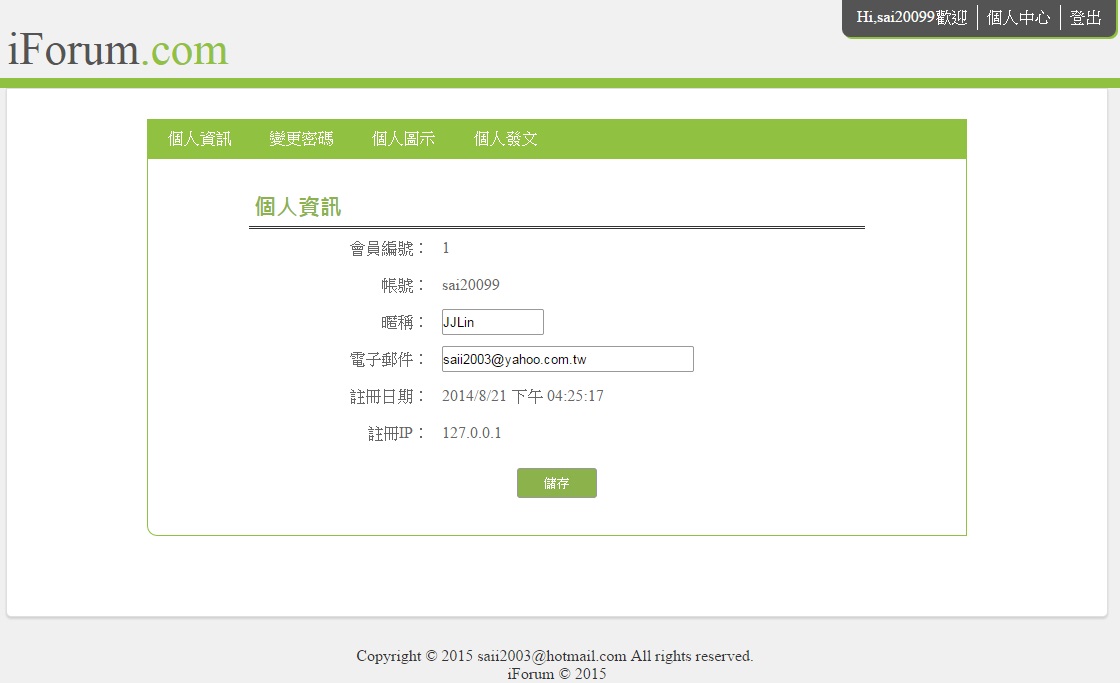 Hi,sai20099歡迎 個人中心 登出
iForum.com
個人資訊 變更密碼 個人圖示 個人發文
個人資訊
會員編號： 1
帳號： sai20099
暱稱： JJLin
電子郵件： saii2003@yahoo.com.tw
註冊日期： 2014/8/21 下午 04:25:17
註冊IP： 127.0.0.1
儲存
Copyright © 2015 saii2003@hotmail.com All rights reserved.
iForum © 2015